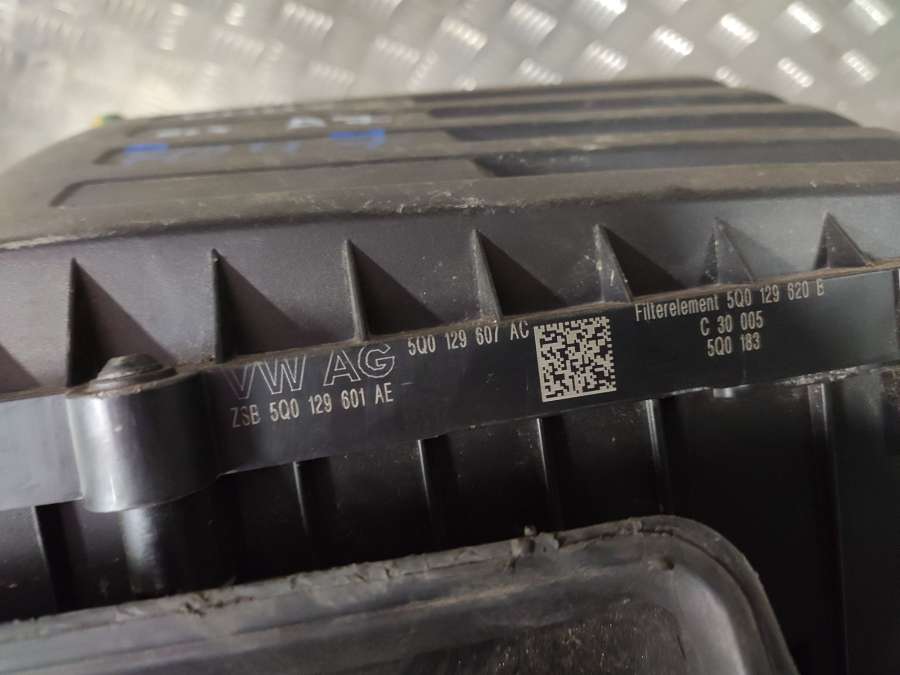 VW AG
5Q0 129 607 AC
ZSB 5Q0 129 601 AE
Filterelement 5Q0 129 620 B
C 30 005
5Q0 183